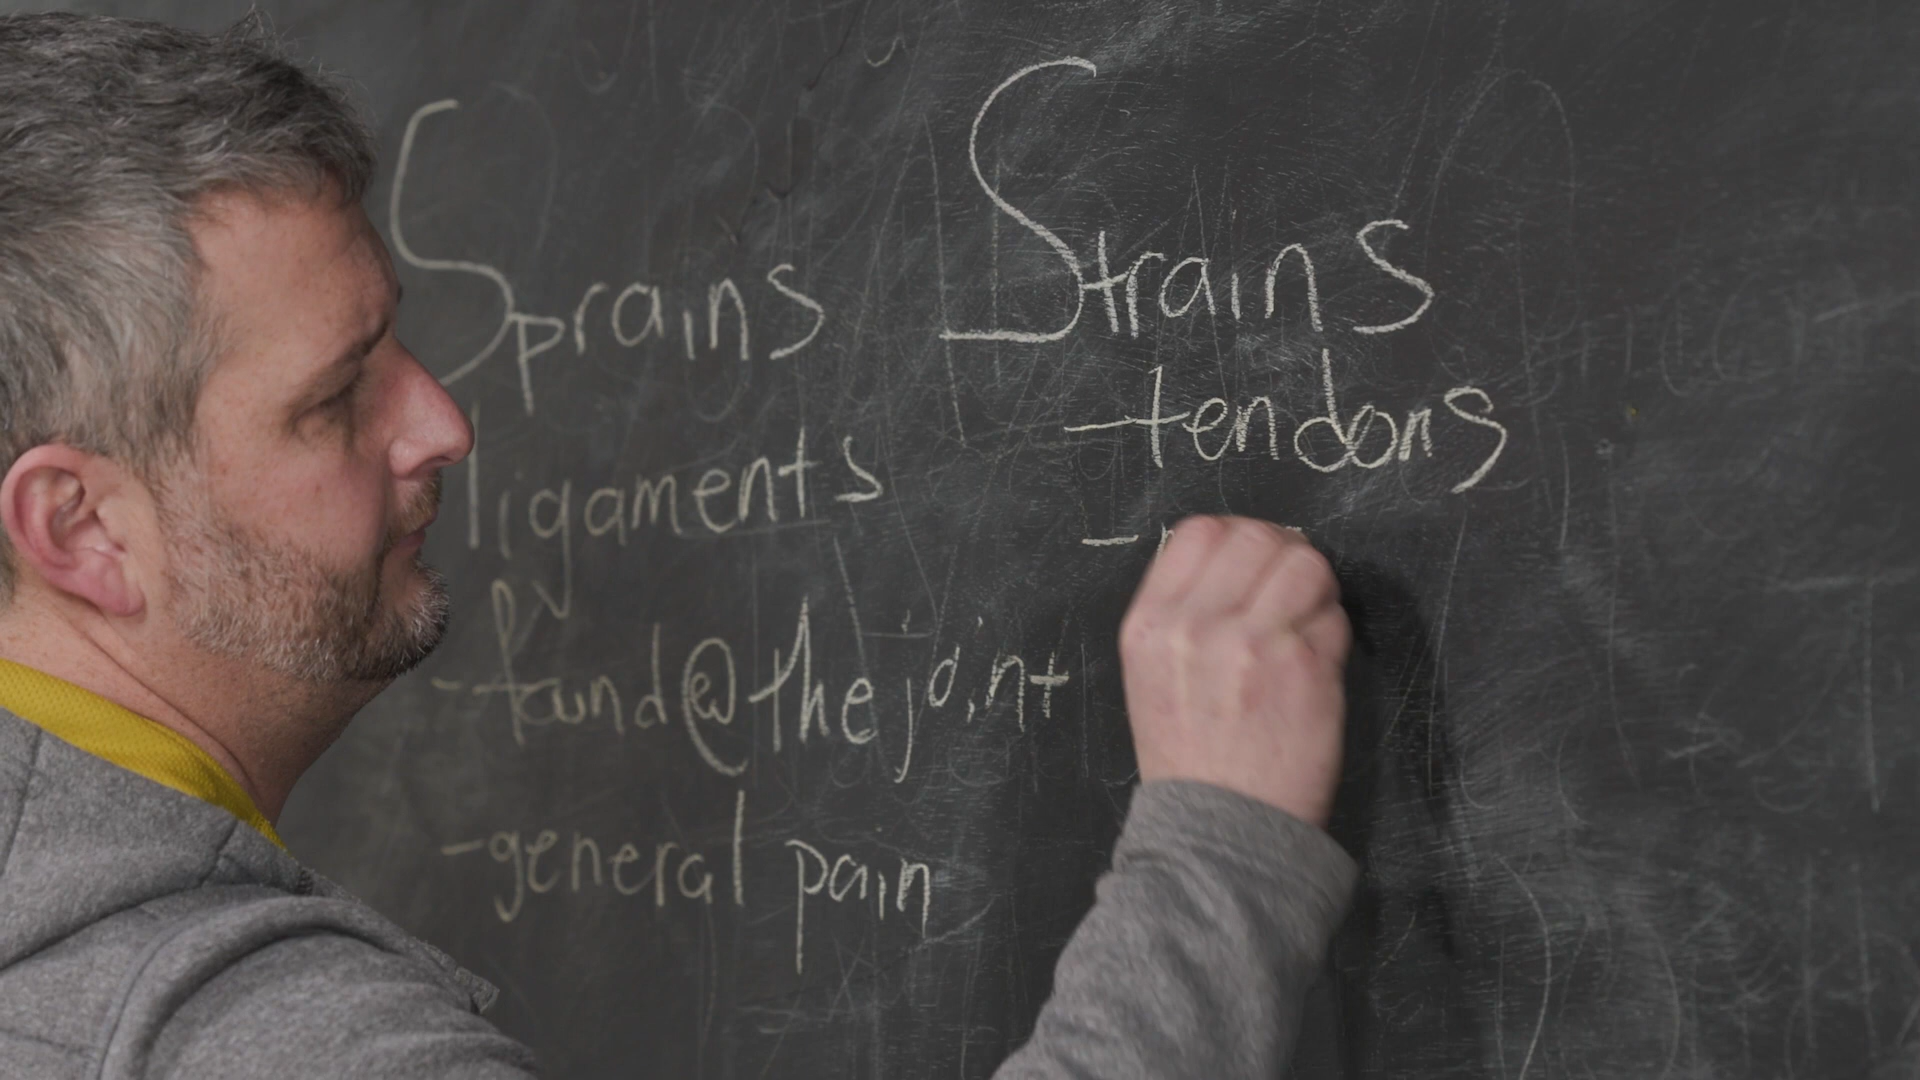 Sprains
ligaments
-found@the joint
-general pain
Strains
-tendons
-